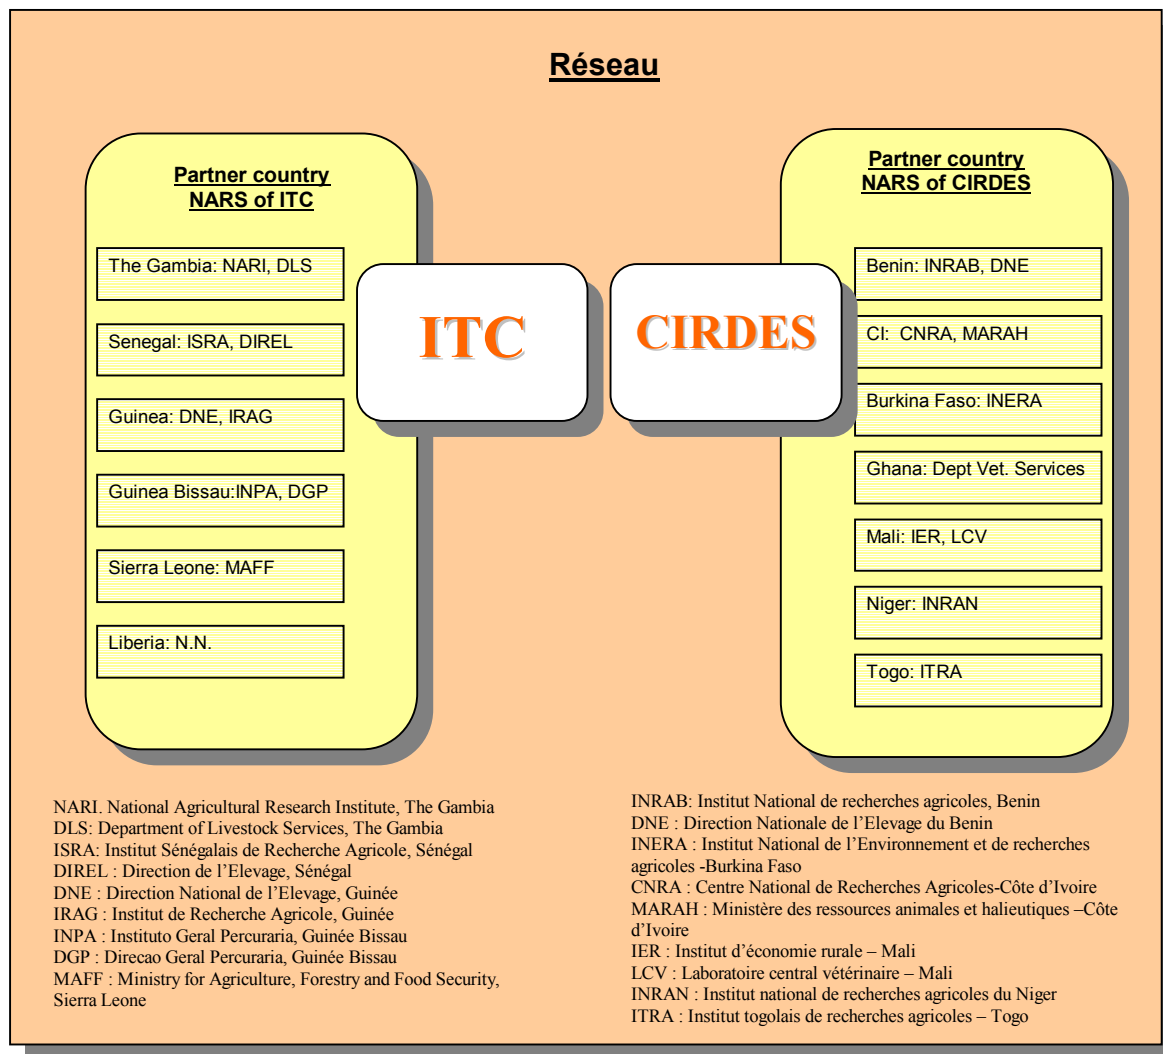 Réseau
Partner country
NARS of ITC
The Gambia: NARI, DLS
Senegal: ISRA, DIREL
Guinea: DNE, IRAG
Guinea Bissau:INPA, DGP
Sierra Leone: MAFF
Liberia: N.N.
ITC
CIRDES
Partner country
NARS of CIRDES
Benin: INRAB, DNE
CI: CNRA, MARAH
Burkina Faso: INERA
Ghana: Dept Vet. Services
Mali: IER, LCV
Niger: INRAN
Togo: ITRA
NARI. National Agricultural Research Institute, The Gambia
DLS: Department of Livestock Services, The Gambia
ISRA: Institut Sénégalais de Recherche Agricole, Sénégal
DIREL : Direction de l’Elevage, Sénégal
DNE : Direction National de l’Elevage, Guinée
IRAG : Institut de Recherche Agricole, Guinée
INPA : Instituto Geral Percuraria, Guinée Bissau
DGP : Direcao Geral Percuraria, Guinée Bissau
MAFF : Ministry for Agriculture, Forestry and Food Security,
Sierra Leone
INRAB: Institut National de recherches agricoles, Benin
DNE : Direction Nationale de l’Elevage du Benin
INERA : Institut National de l’Environnement et de recherches
agricoles -Burkina Faso
CNRA : Centre National de Recherches Agricoles-Côte d’Ivoire
MARAH : Ministère des ressources animales et halieutiques –Côte
d’Ivoire
IER : Institut d’économie rurale – Mali
LCV : Laboratoire central vétérinaire – Mali
INRAN : Institut national de recherches agricoles du Niger
ITRA : Institut togolais de recherches agricoles – Togo